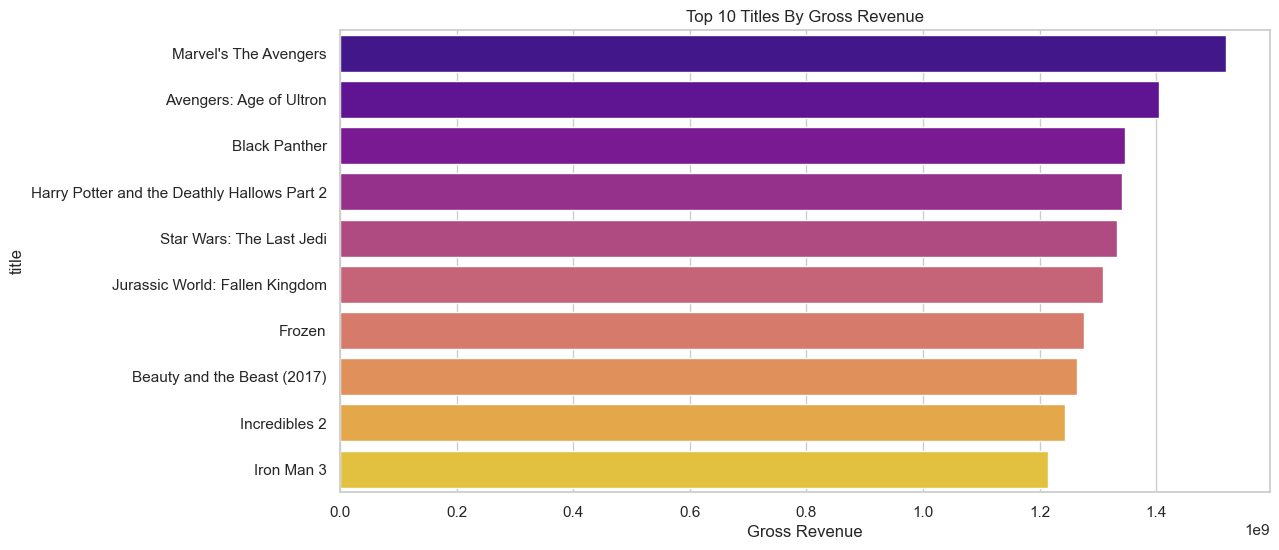 Top 10 Titles By Gross Revenue
title
Marvel's The Avengers
Avengers: Age of Ultron
Black Panther
Harry Potter and the Deathly Hallows Part 2
Star Wars: The Last Jedi
Jurassic World: Fallen Kingdom
Frozen
Beauty and the Beast (2017)
Incredibles 2
Iron Man 3
0.0 0.2 0.4 0.6 0.8 1.0 1.2 1.4
1e9
Gross Revenue